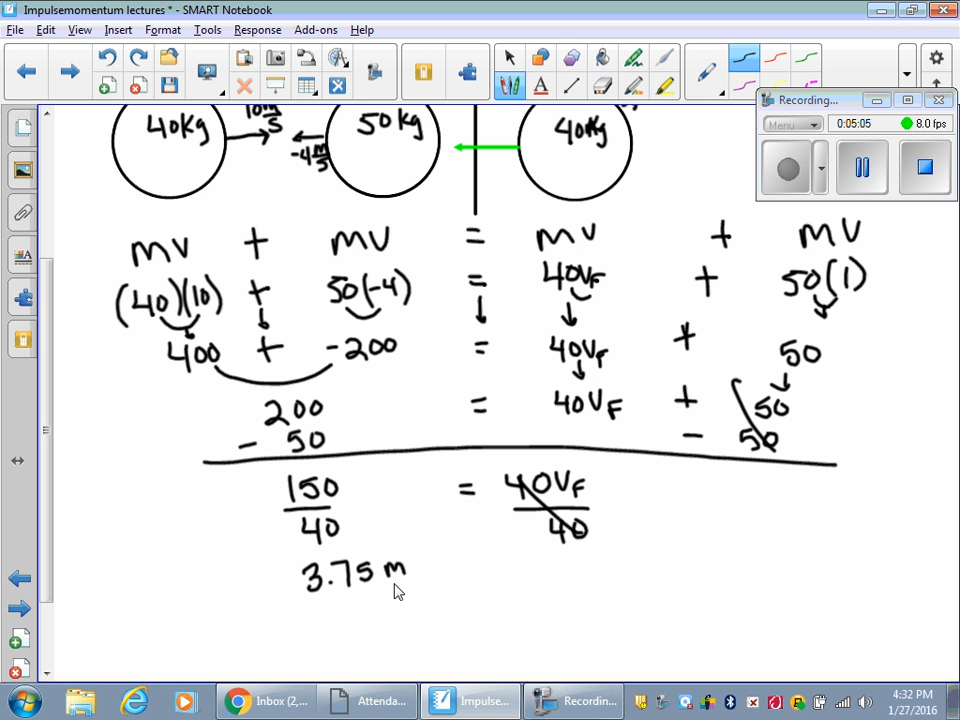 Impulsemomentum lectures * - SMART Notebook
File Edit View Insert Format Tools Response Add-ons Help
Recording...
Menu 0:05:05 8.0 fps
40kg 10 m/s -4 m/s 50 kg 40kg
mv + mv = mv + mv
(40)(10) + 50(-4) = 40VF + 50(1)
400 + -200 = 40VF + 50
200 = 40VF + 50
- 50 - 50
150 = 40VF
40 40
3.75 m
Inbox (2,... Attenda... Impulse... Recordin...
4:32 PM
1/27/2016